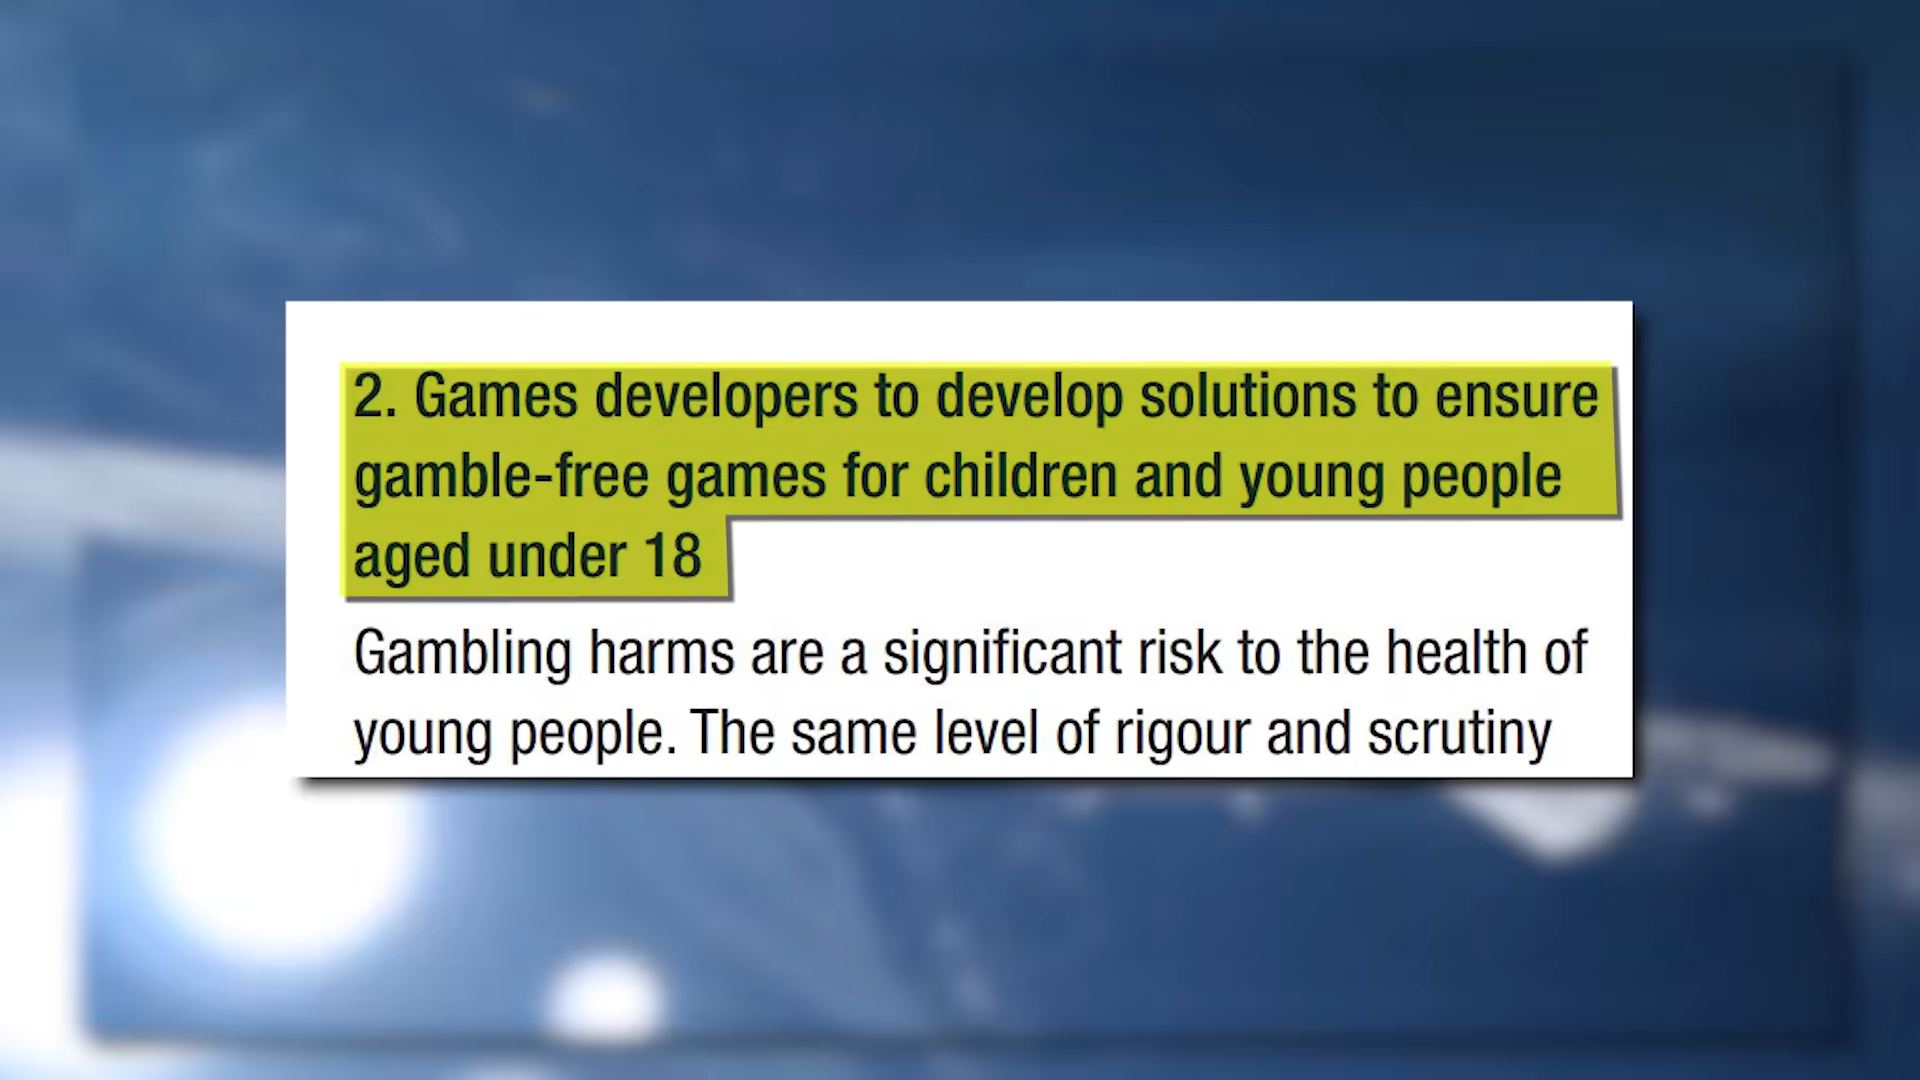 2. Games developers to develop solutions to ensure
gamble-free games for children and young people
aged under 18
Gambling harms are a significant risk to the health of
young people. The same level of rigour and scrutiny